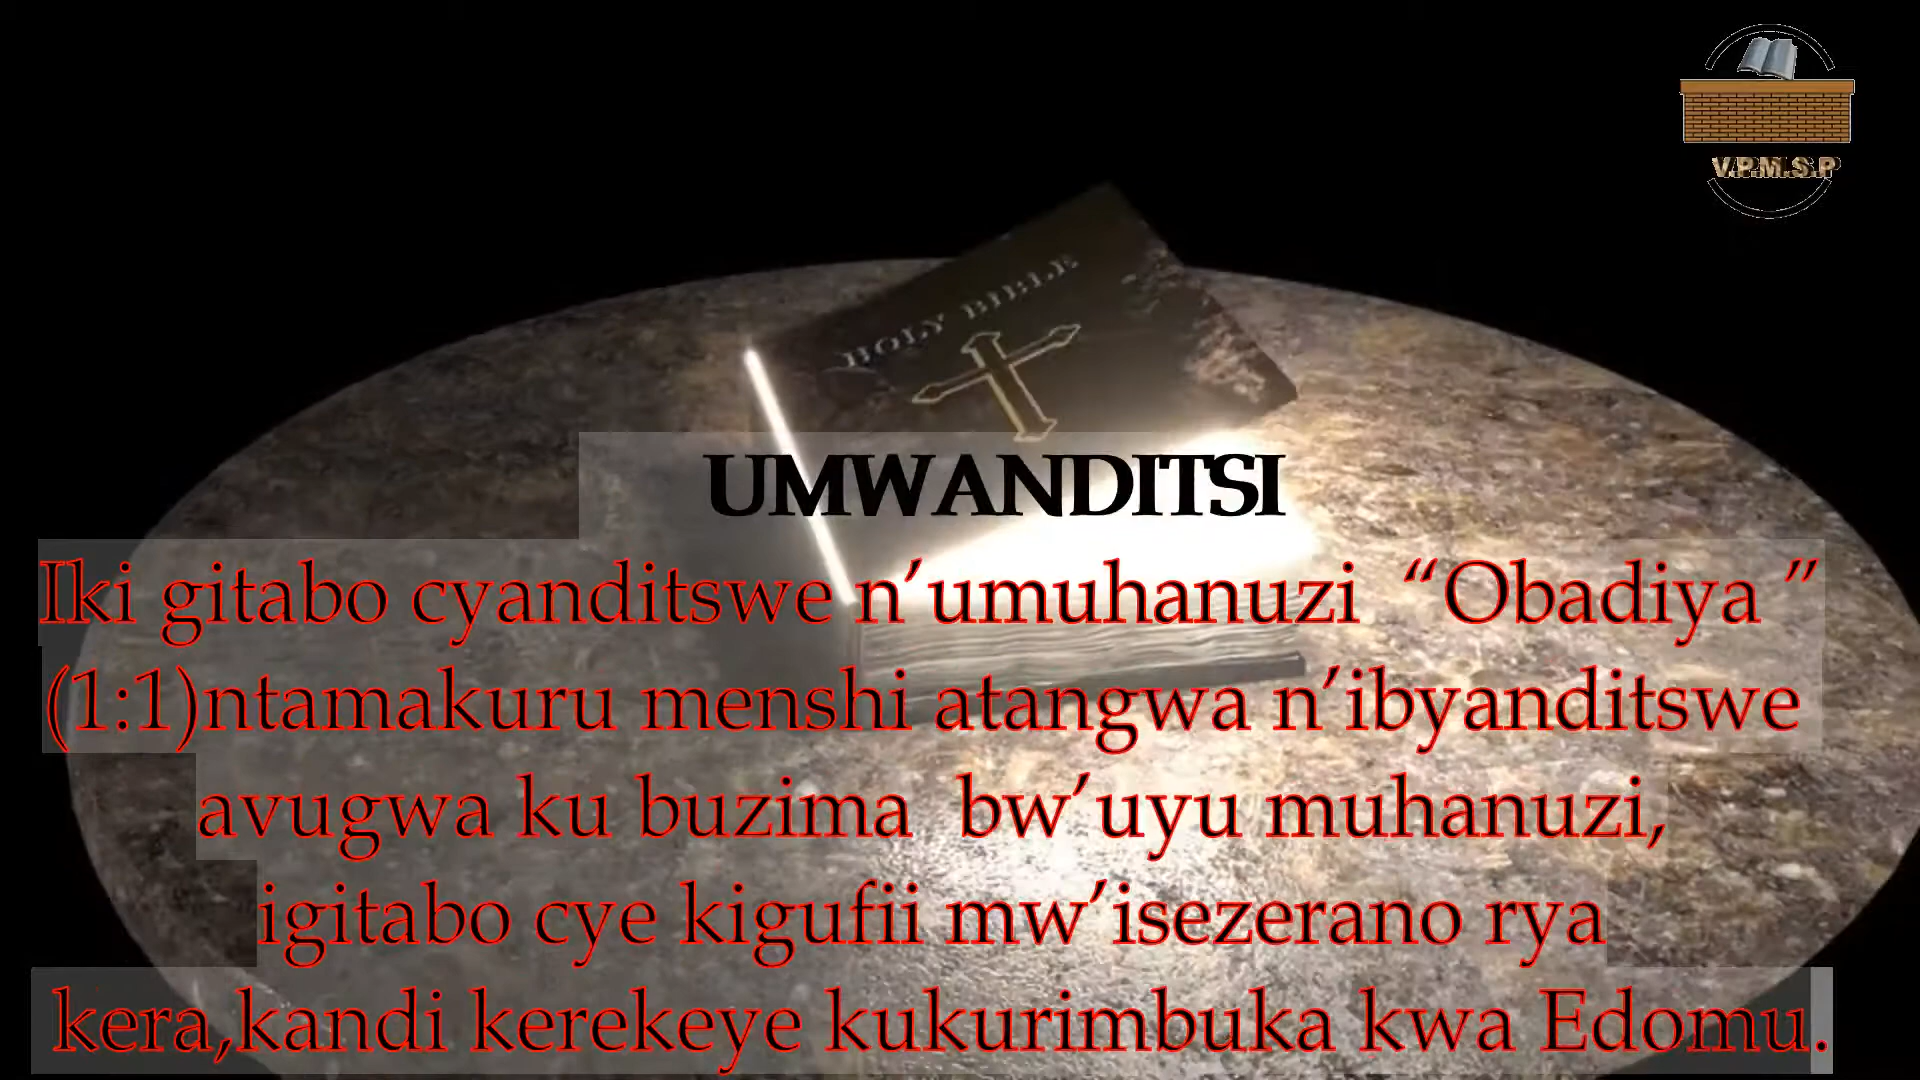 V.P.M.S.P
HOLY BIBLE
UMWANDITSI
Iki gitabo cyanditswe n’umuhanuzi “Obadiya ”
(1:1)ntamakuru menshi atangwa n’ibyanditswe
avugwa ku buzima bw’uyu muhanuzi,
igitabo cye kigufii mw’isezerano rya
kera,kandi kerekeye kukurimbuka kwa Edomu.